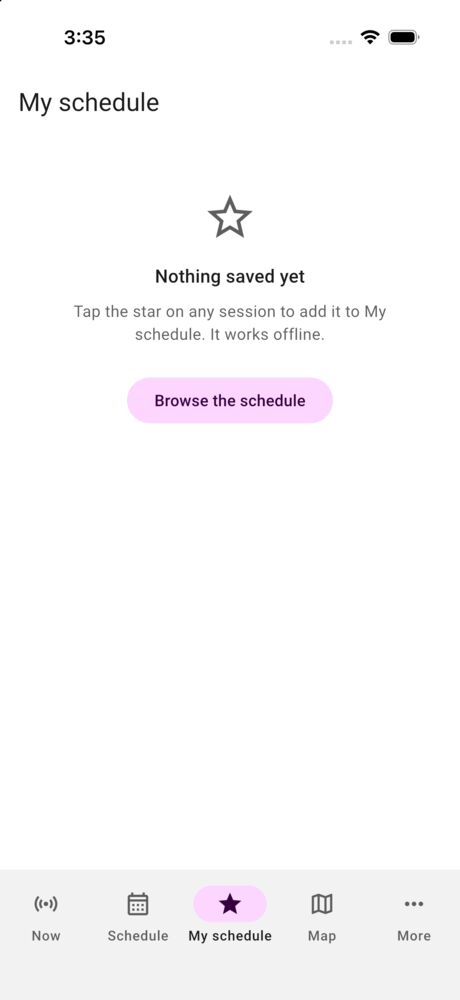 3:35
My schedule
Nothing saved yet
Tap the star on any session to add it to My
schedule. It works offline.
Browse the schedule
Now
Schedule
My schedule
Map
More